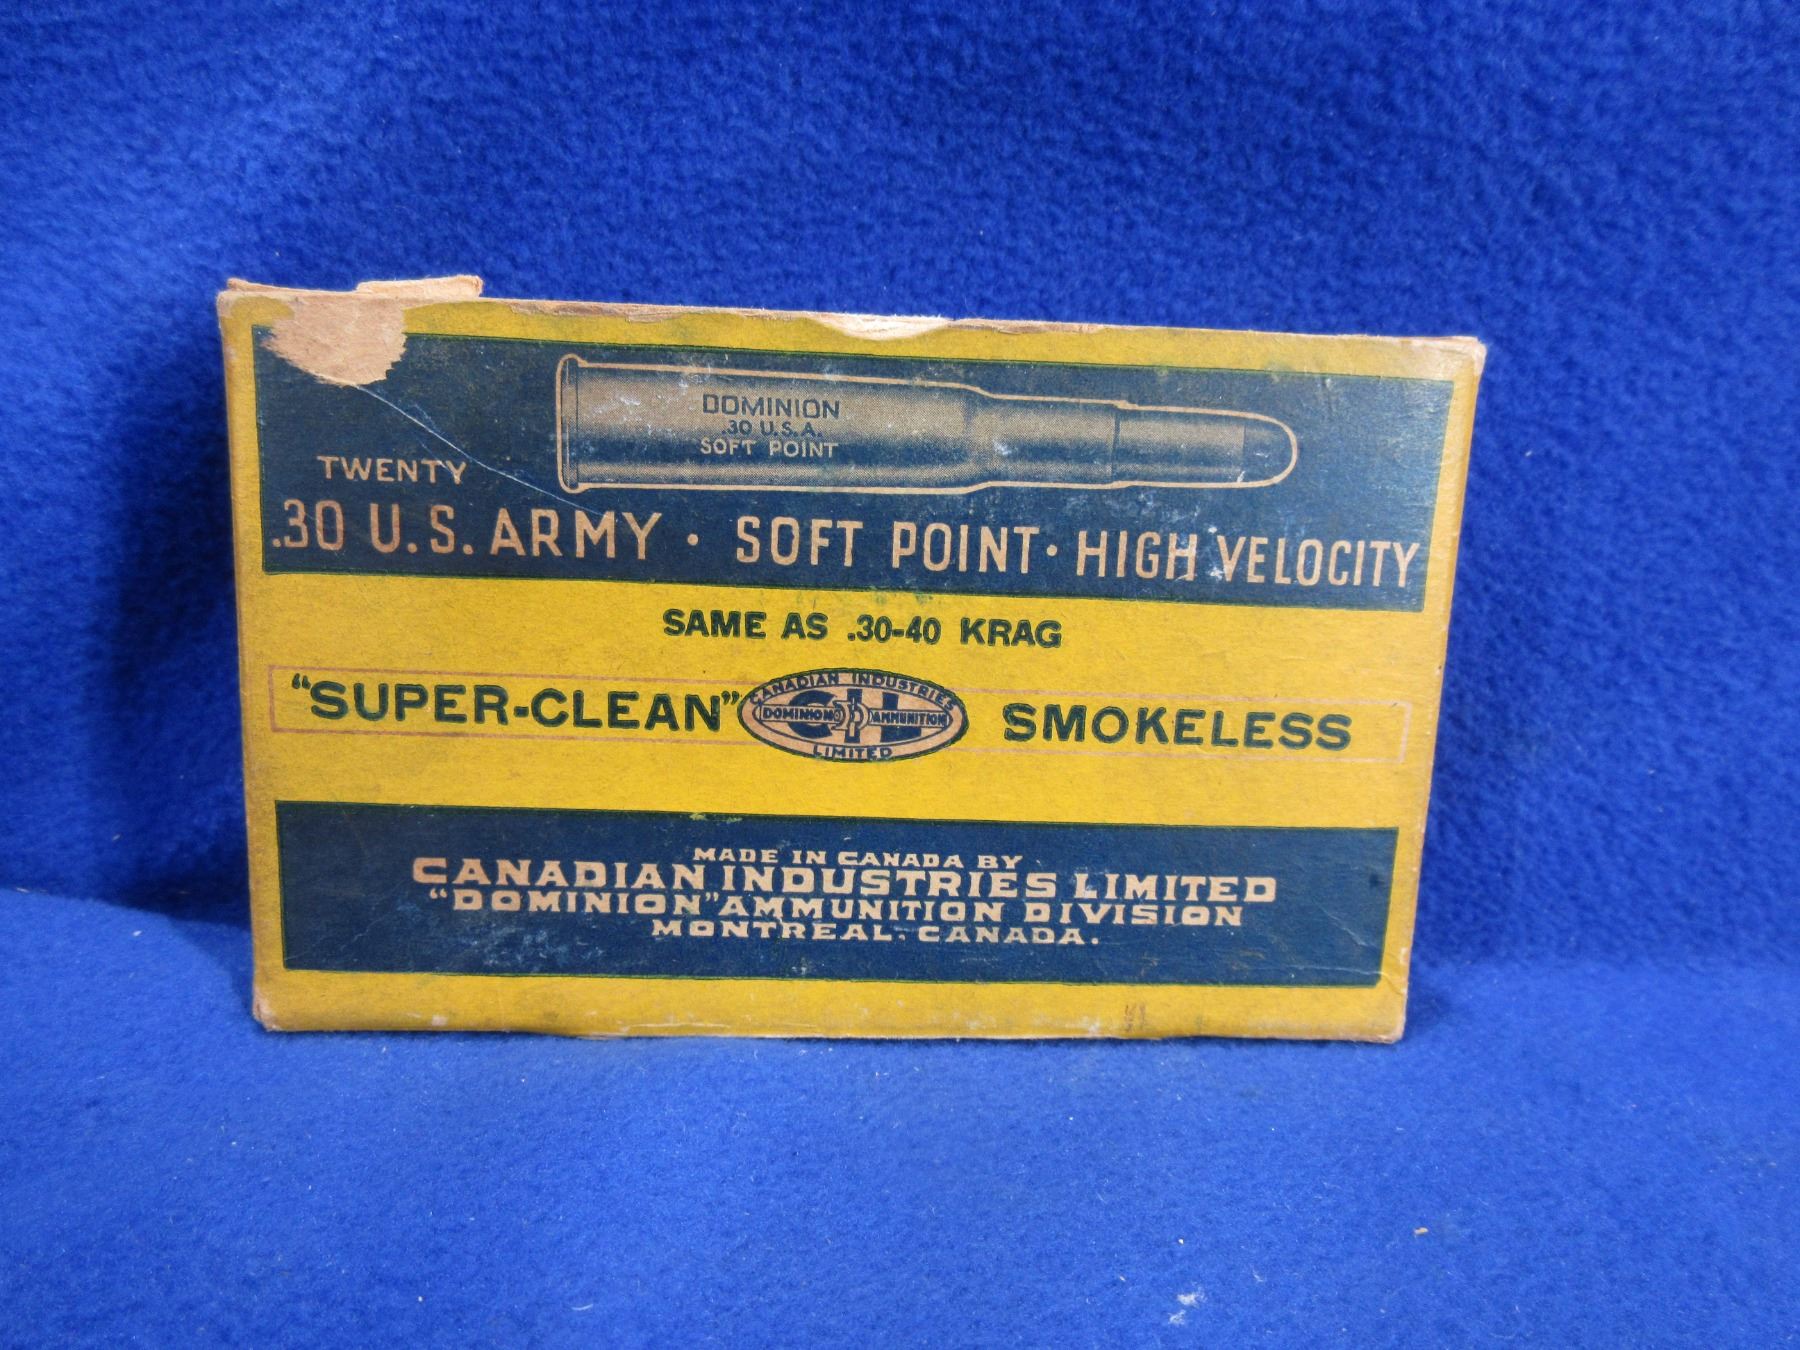 DOMINION
.30 U.S.A.
SOFT POINT
TWENTY
.30 U.S. ARMY · SOFT POINT · HIGH VELOCITY
SAME AS .30-40 KRAG
"SUPER-CLEAN" SMOKELESS
CANADIAN INDUSTRIES
CIL
DOMINION AMMUNITION
LIMITED
MADE IN CANADA BY
CANADIAN INDUSTRIES LIMITED
"DOMINION" AMMUNITION DIVISION
MONTREAL. CANADA.